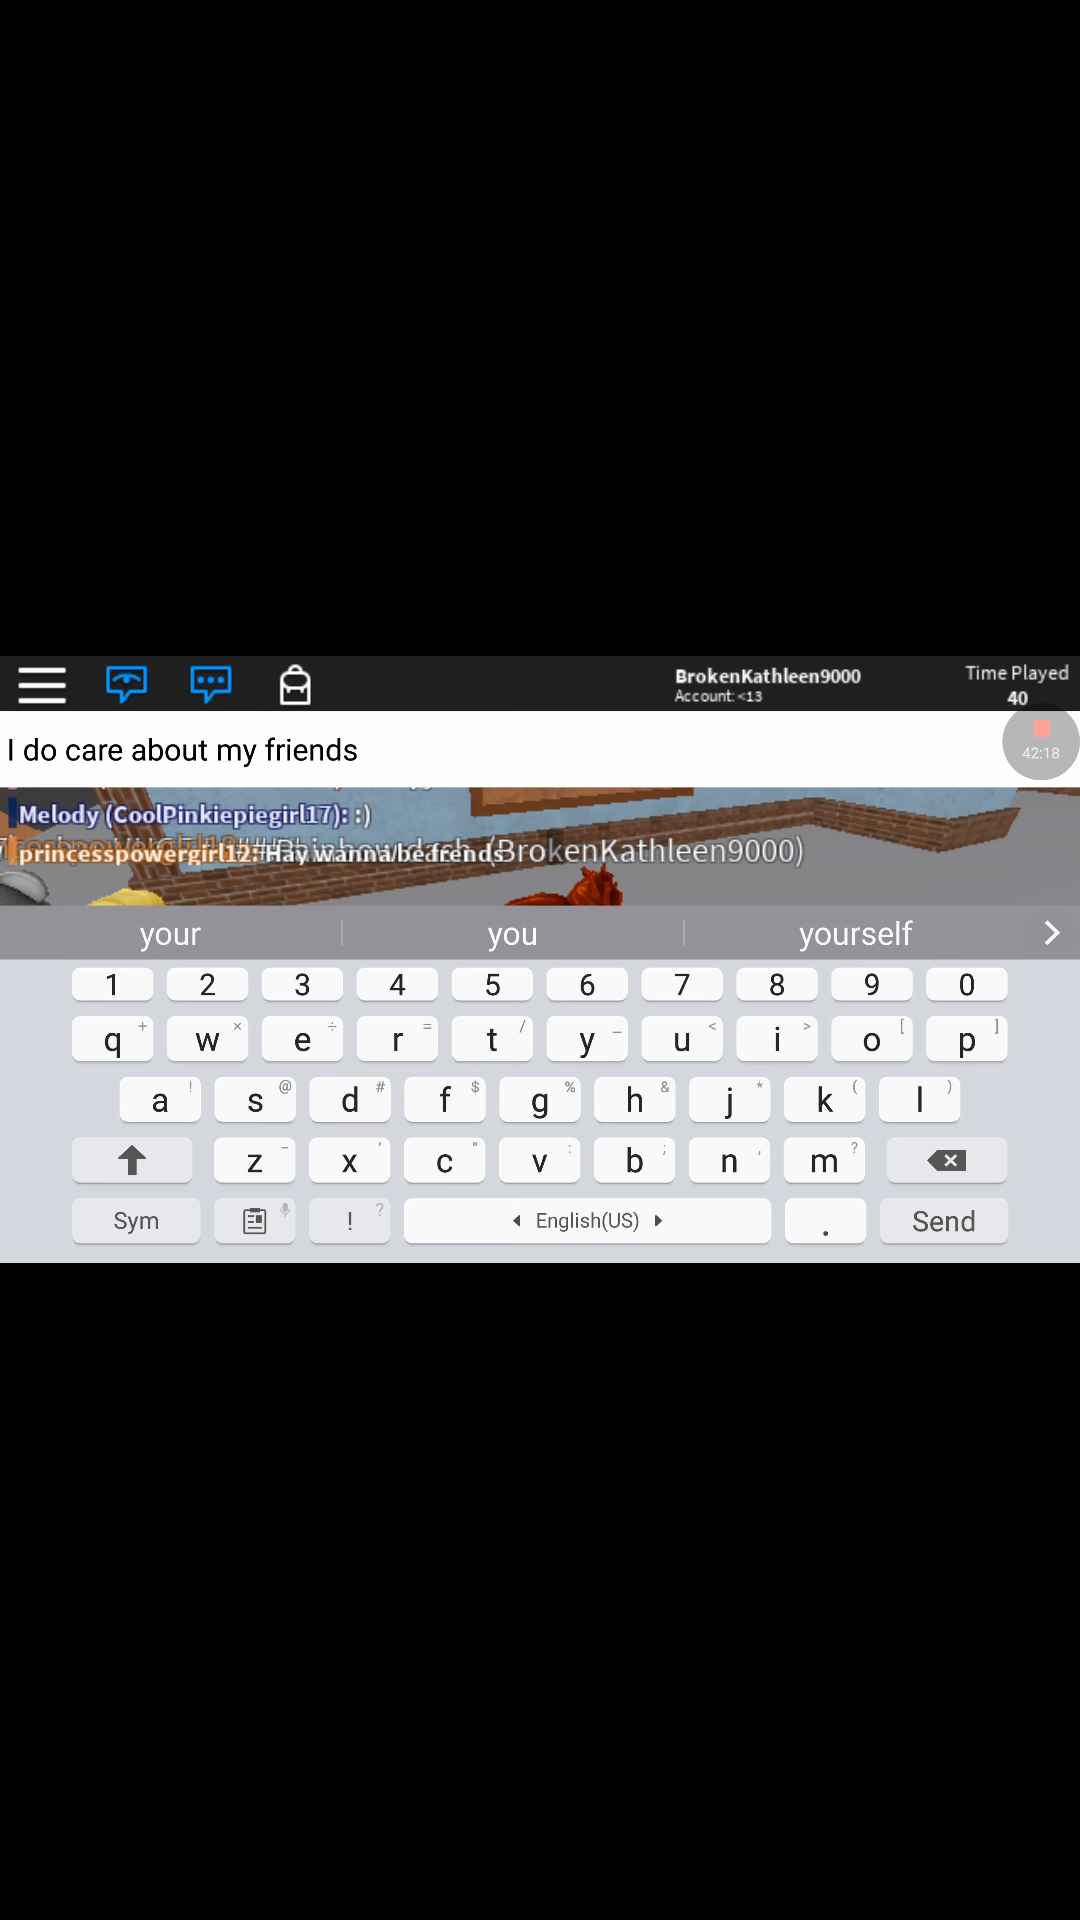 BrokenKathleen9000
Account: <13
Time Played
40
I do care about my friends
42:18
Melody (CoolPinkiepiegirl17): :)
princesspowergirl12: Hay wanna be frends
(BrokenKathleen9000)
your you yourself
1 2 3 4 5 6 7 8 9 0
q + w × e ÷ r = t / y _ u < i > o [ p ]
a ! s @ d # f $ g % h & j * k ( l )
z - x ' c " v : b ; n , m ?
Sym ! ? English(US) . Send